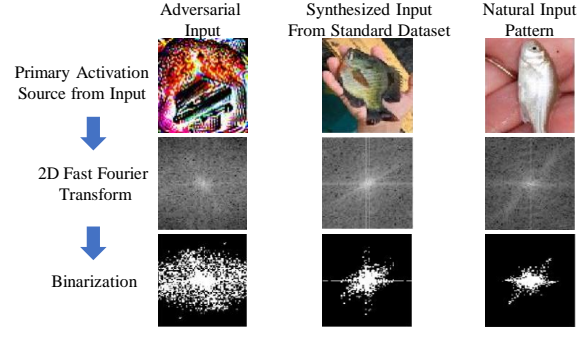 Adversarial
Input
Synthesized Input
From Standard Dataset
Natural Input
Pattern
Primary Activation
Source from Input
2D Fast Fourier
Transform
Binarization